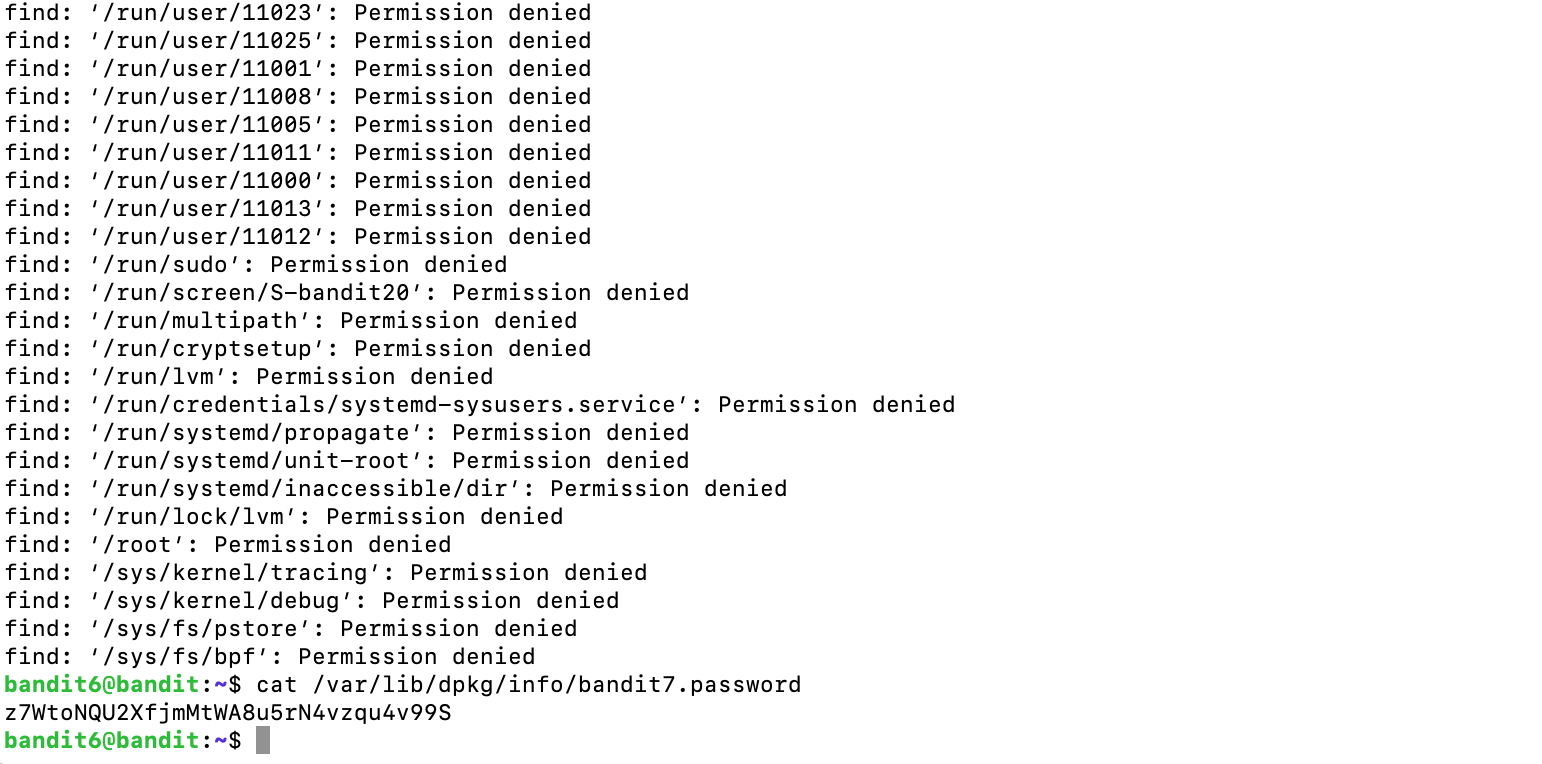 find: ‘/run/user/11023’: Permission denied
find: ‘/run/user/11025’: Permission denied
find: ‘/run/user/11001’: Permission denied
find: ‘/run/user/11008’: Permission denied
find: ‘/run/user/11005’: Permission denied
find: ‘/run/user/11011’: Permission denied
find: ‘/run/user/11000’: Permission denied
find: ‘/run/user/11013’: Permission denied
find: ‘/run/user/11012’: Permission denied
find: ‘/run/sudo’: Permission denied
find: ‘/run/screen/S-bandit20’: Permission denied
find: ‘/run/multipath’: Permission denied
find: ‘/run/cryptsetup’: Permission denied
find: ‘/run/lvm’: Permission denied
find: ‘/run/credentials/systemd-sysusers.service’: Permission denied
find: ‘/run/systemd/propagate’: Permission denied
find: ‘/run/systemd/unit-root’: Permission denied
find: ‘/run/systemd/inaccessible/dir’: Permission denied
find: ‘/run/lock/lvm’: Permission denied
find: ‘/root’: Permission denied
find: ‘/sys/kernel/tracing’: Permission denied
find: ‘/sys/kernel/debug’: Permission denied
find: ‘/sys/fs/pstore’: Permission denied
find: ‘/sys/fs/bpf’: Permission denied
bandit6@bandit:~$ cat /var/lib/dpkg/info/bandit7.password
z7WtoNQU2XfjmMtWA8u5rN4vzqu4v99S
bandit6@bandit:~$